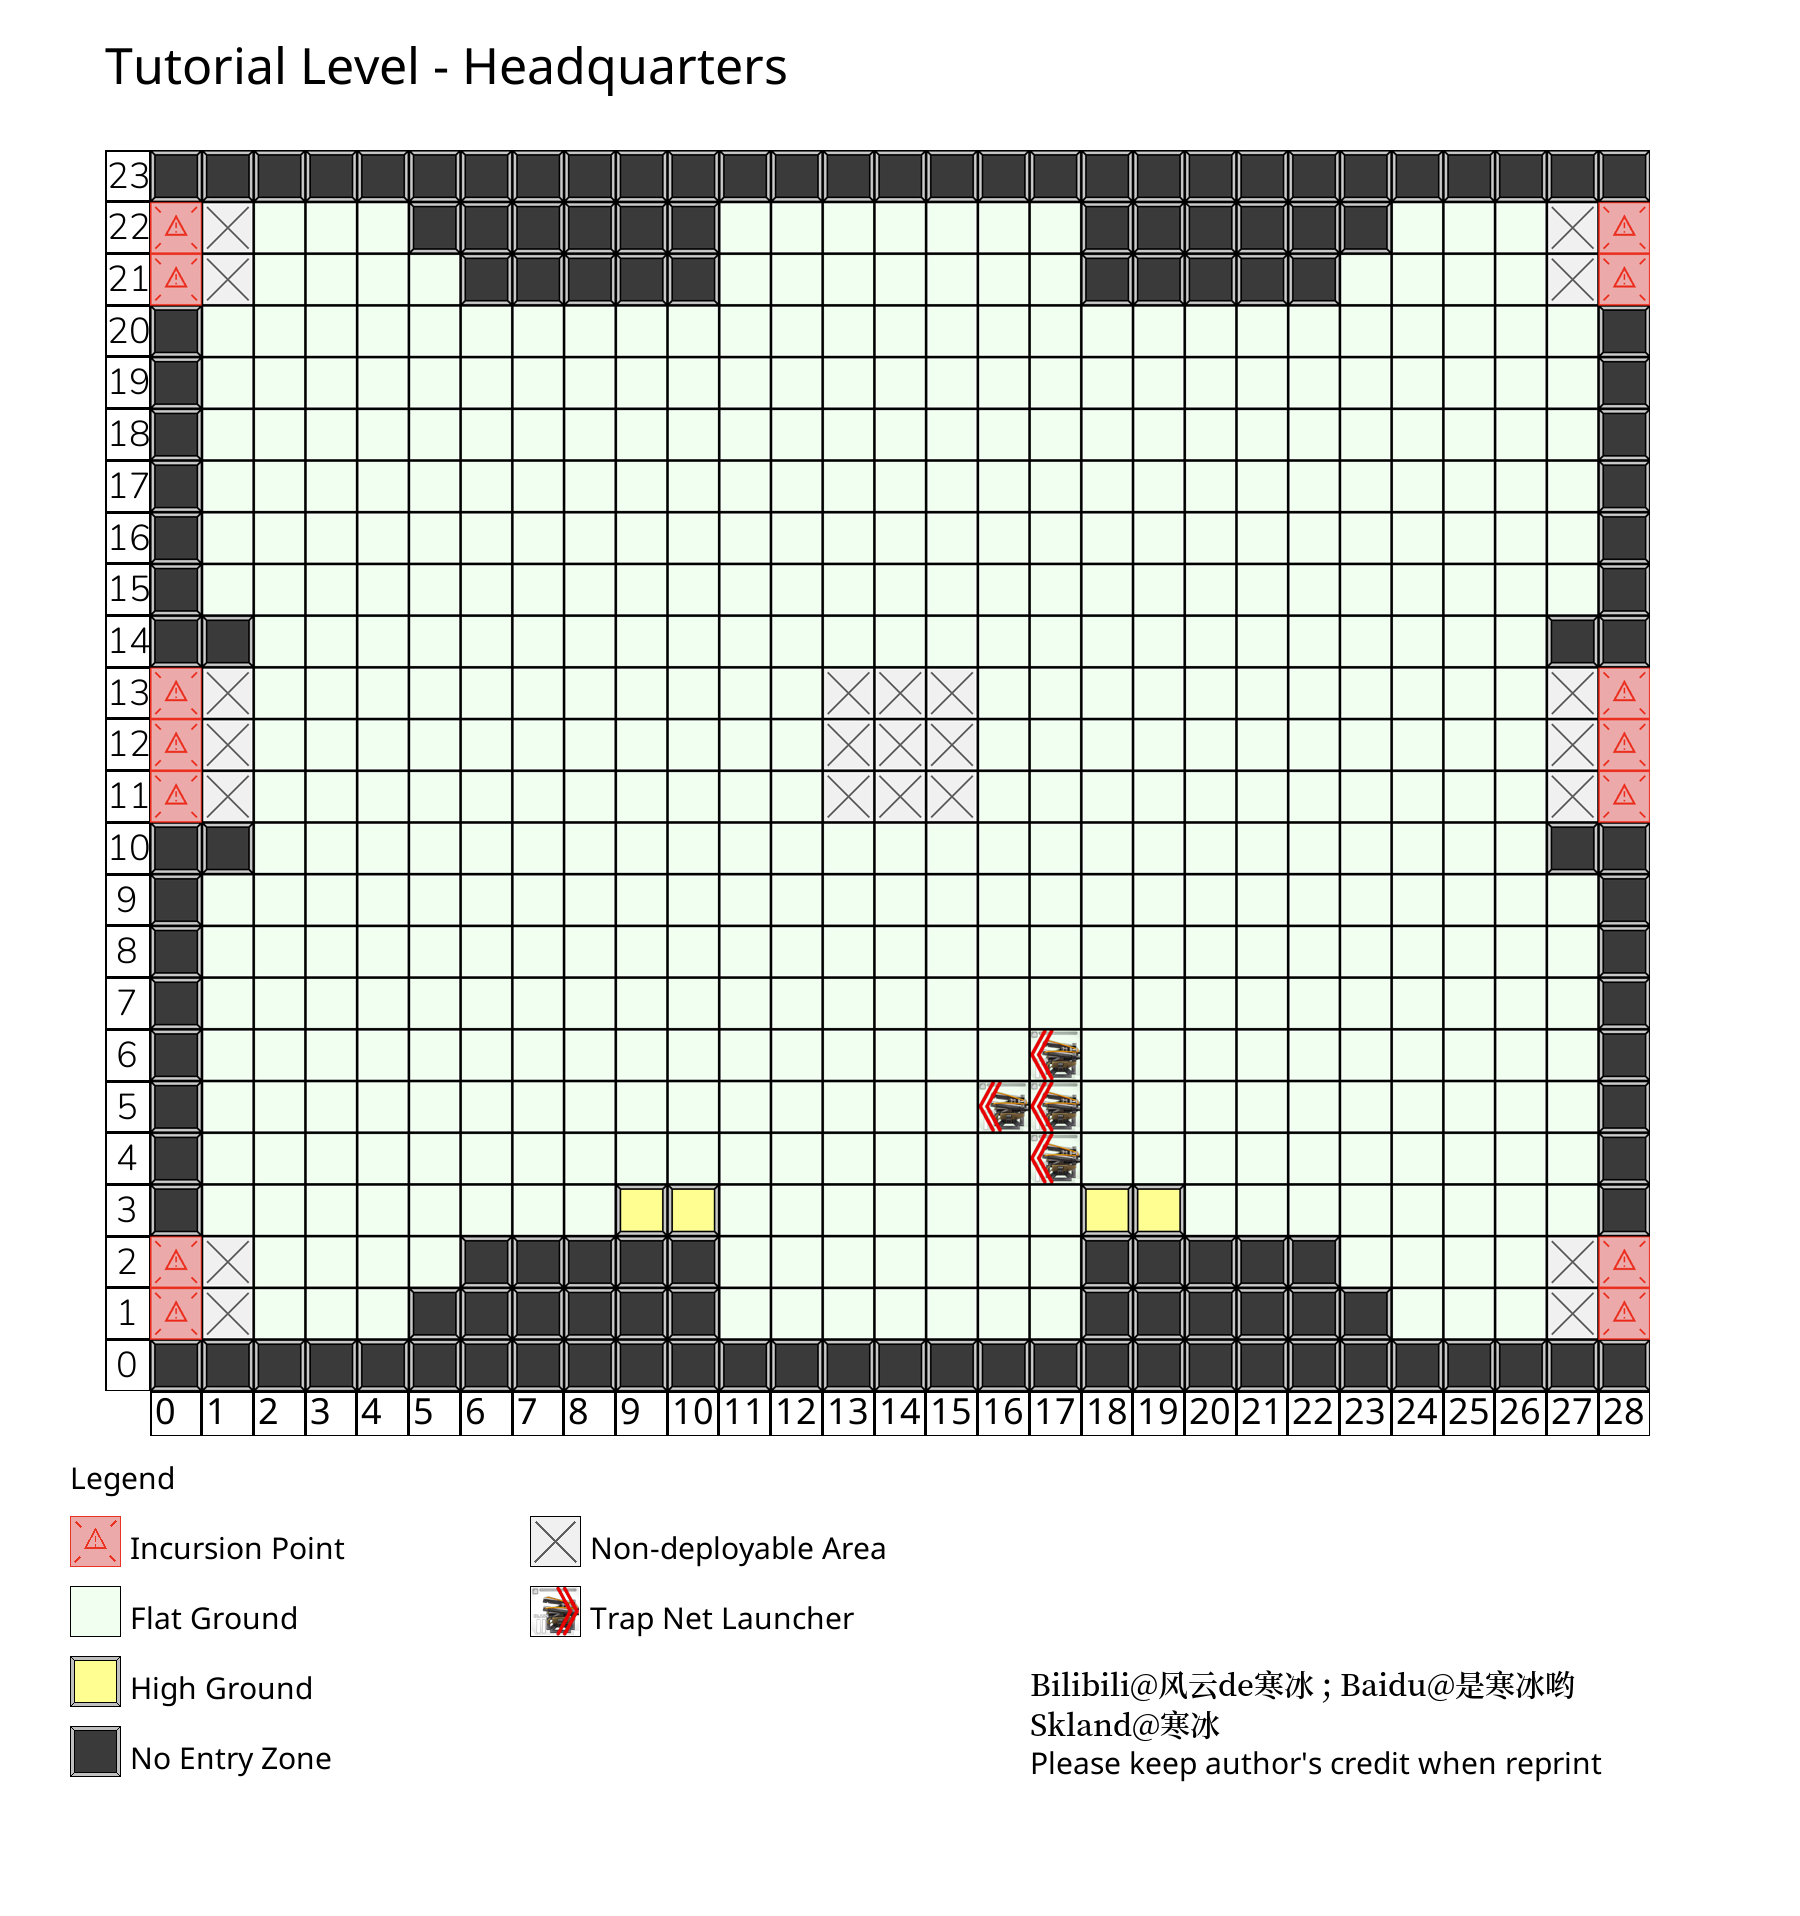 Tutorial Level - Headquarters
23
22
21
20
19
18
17
16
15
14
13
12
11
10
9
8
7
6
5
4
3
2
1
0
0 1 2 3 4 5 6 7 8 9 10 11 12 13 14 15 16 17 18 19 20 21 22 23 24 25 26 27 28
Legend
Incursion Point
Non-deployable Area
Flat Ground
Trap Net Launcher
High Ground
No Entry Zone
Bilibili@风云de寒冰 ; Baidu@是寒冰哟
Skland@寒冰
Please keep author's credit when reprint